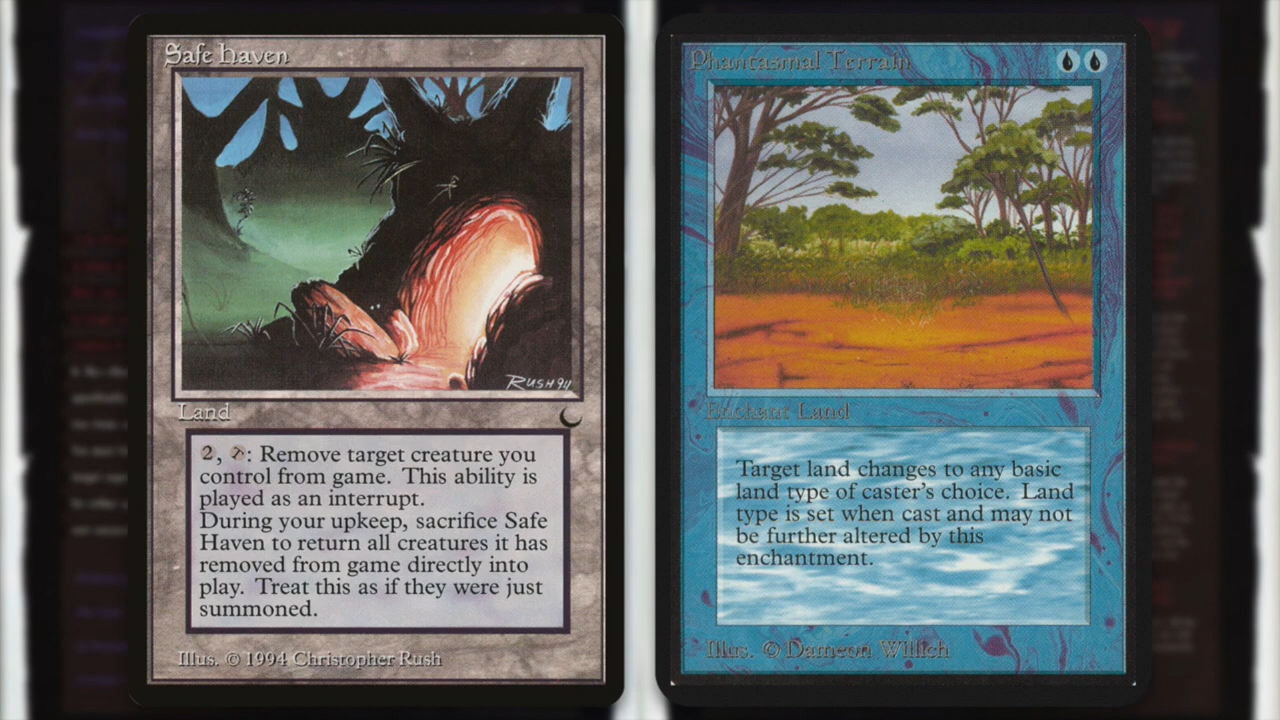 Safe Haven
RUSH 94
Land
2, T: Remove target creature you
control from game. This ability is
played as an interrupt.
During your upkeep, sacrifice Safe
Haven to return all creatures it has
removed from game directly into
play. Treat this as if they were just
summoned.
Illus. © 1994 Christopher Rush
Phantasmal Terrain
Enchant Land
Target land changes to any basic
land type of caster's choice. Land
type is set when cast and may not
be further altered by this
enchantment.
Illus. © Dameon Willich